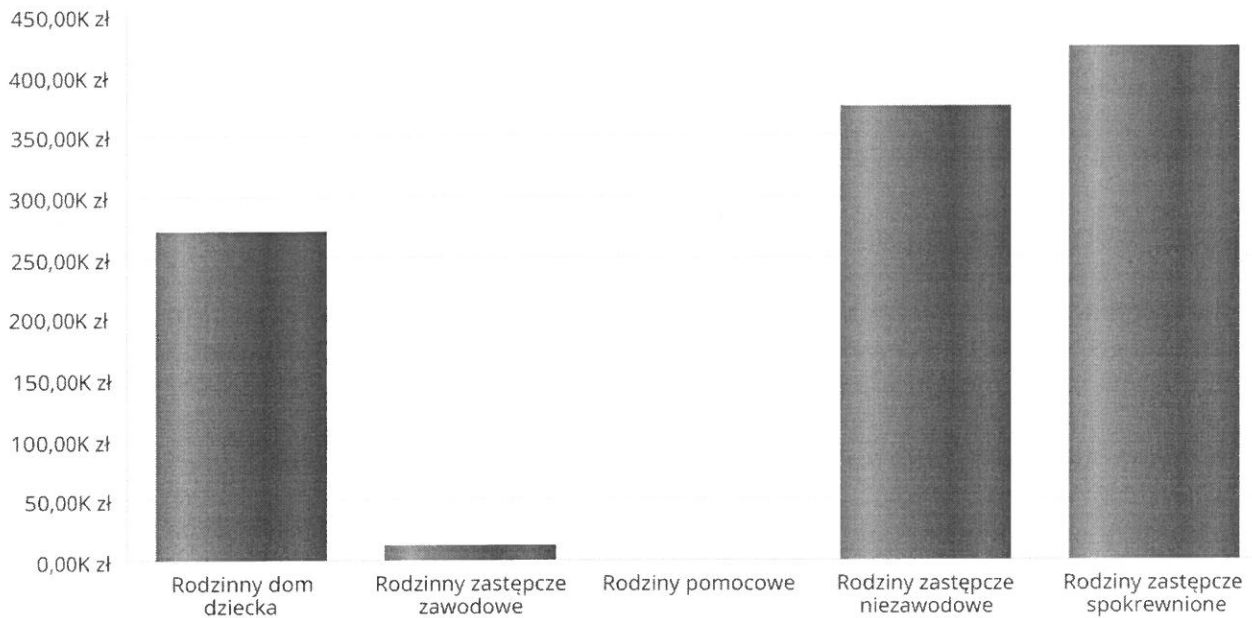 450,00K zł
400,00K zł
350,00K zł
300,00K zł
250,00K zł
200,00K zł
150,00K zł
100,00K zł
50,00K zł
0,00K zł
Rodzinny dom
dziecka
Rodzinny zastępcze
zawodowe
Rodziny pomocowe
Rodziny zastępcze
niezawodowe
Rodziny zastępcze
spokrewnione